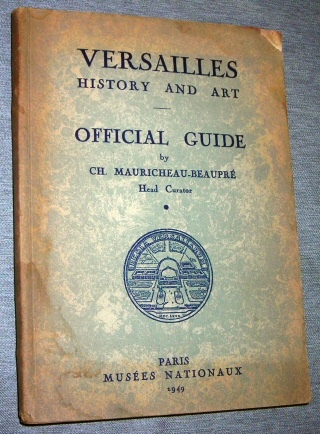 VERSAILLES
HISTORY AND ART
OFFICIAL GUIDE
by
CH. MAURICHEAU-BEAUPRÉ
Head Curator
PARIS
MUSÉES NATIONAUX
1949